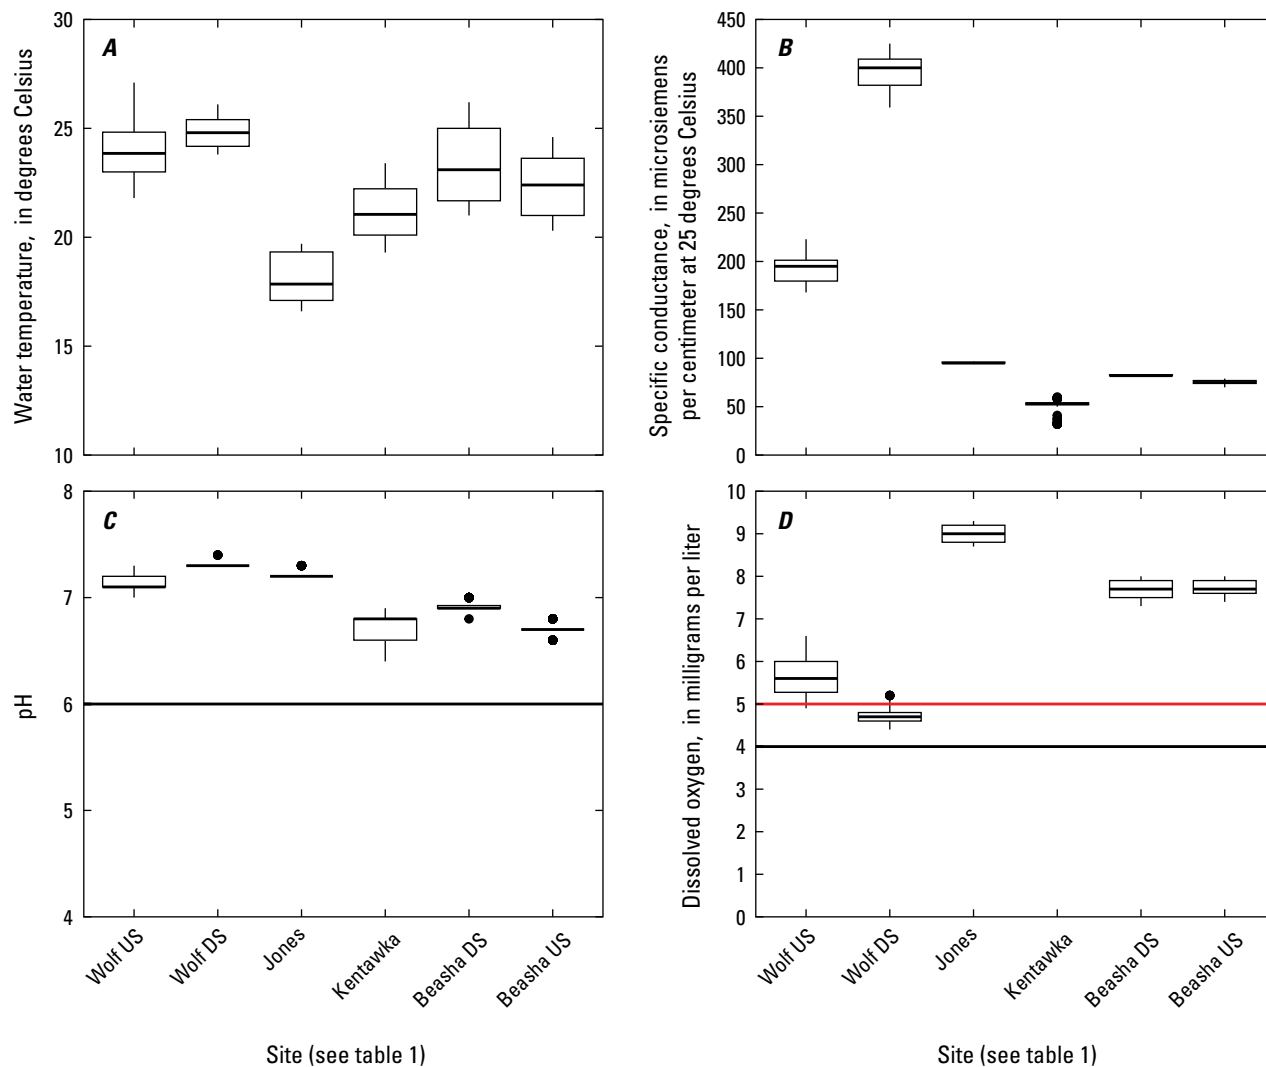 A
Water temperature, in degrees Celsius
30
25
20
15
10
B
Specific conductance, in microsiemens
per centimeter at 25 degrees Celsius
450
400
350
300
250
200
150
100
50
0
C
pH
8
7
6
5
4
Wolf US
Wolf DS
Jones
Kentawka
Beasha DS
Beasha US
Site (see table 1)
D
Dissolved oxygen, in milligrams per liter
10
9
8
7
6
5
4
3
2
1
0
Wolf US
Wolf DS
Jones
Kentawka
Beasha DS
Beasha US
Site (see table 1)